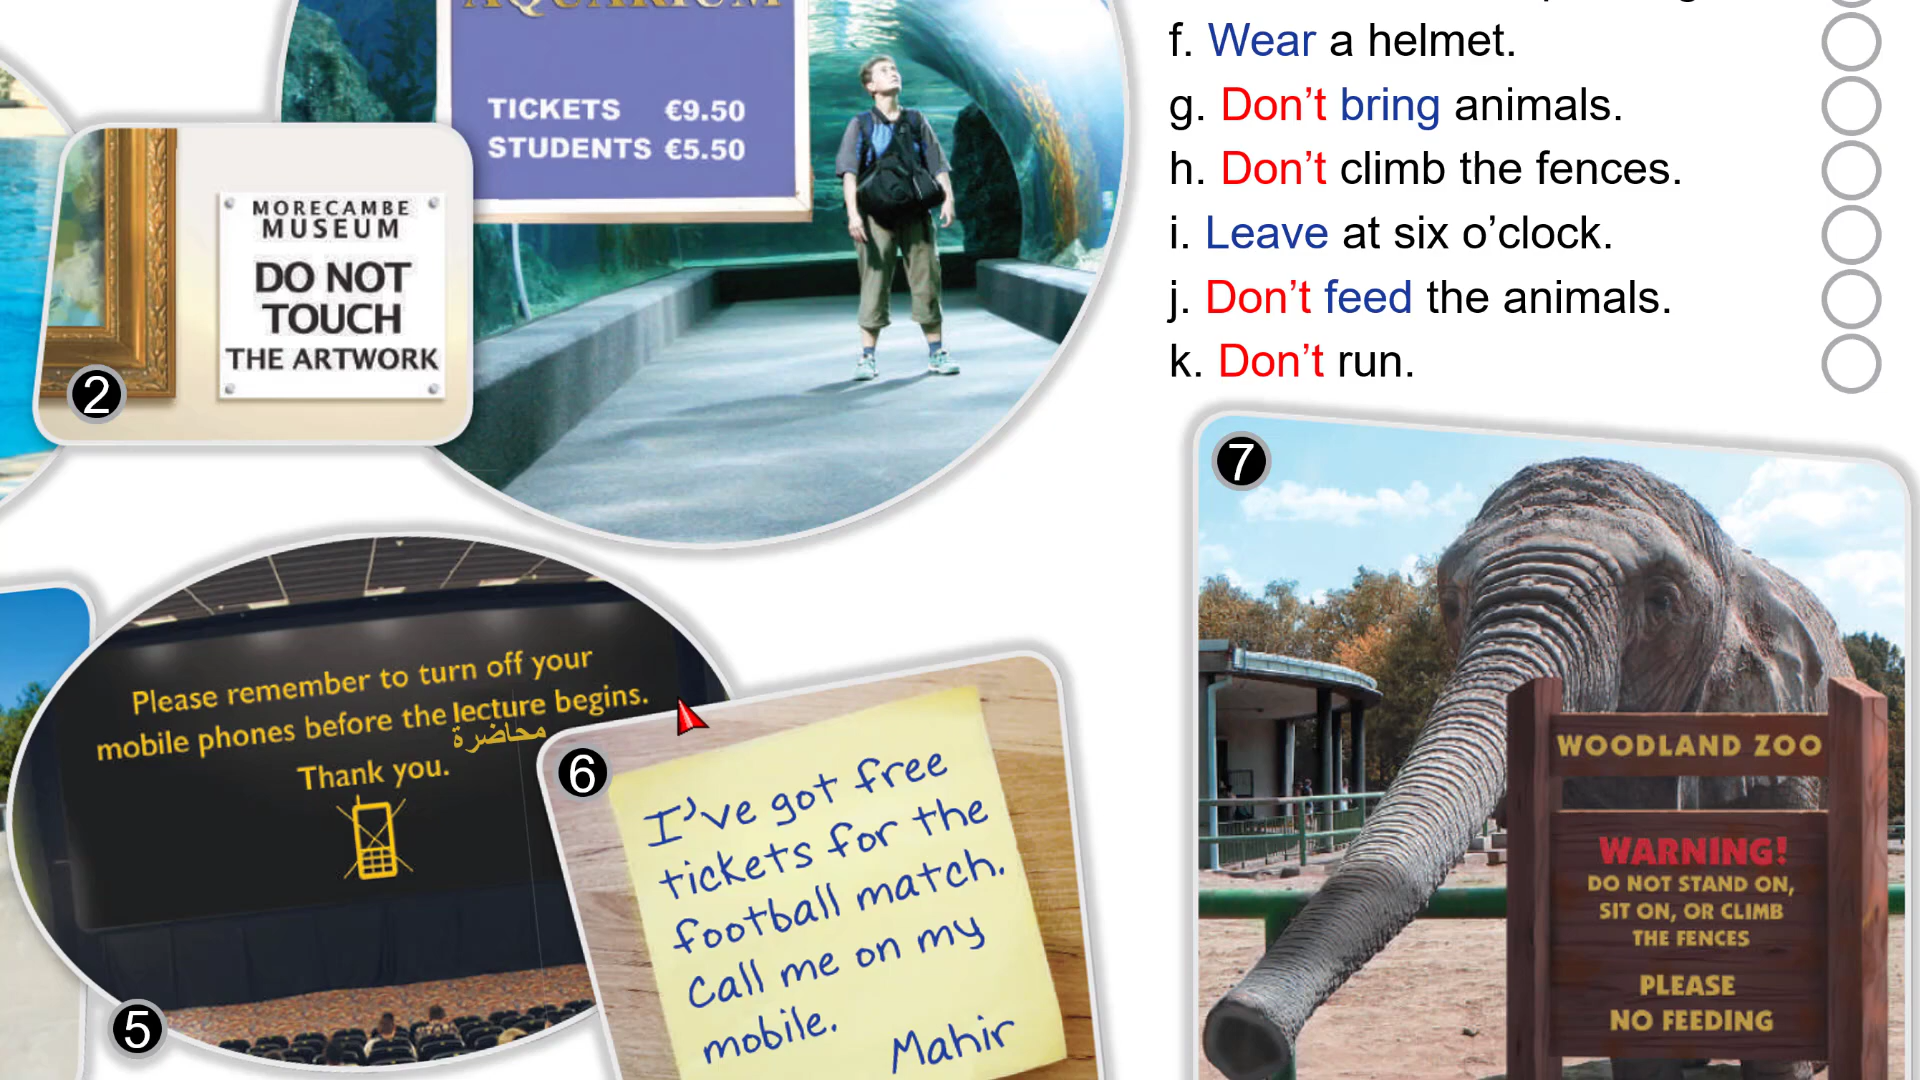 AQUARIUM
TICKETS €9.50
STUDENTS €5.50
MORECAMBE
MUSEUM
DO NOT
TOUCH
THE ARTWORK
2
f. Wear a helmet.
g. Don’t bring animals.
h. Don’t climb the fences.
i. Leave at six o’clock.
j. Don’t feed the animals.
k. Don’t run.
Please remember to turn off your
mobile phones before the lecture begins.
محاضرة
Thank you.
5
6
I’ve got free
tickets for the
football match.
Call me on my
mobile.
Mahir
7
WOODLAND ZOO
WARNING!
DO NOT STAND ON,
SIT ON, OR CLIMB
THE FENCES
PLEASE
NO FEEDING